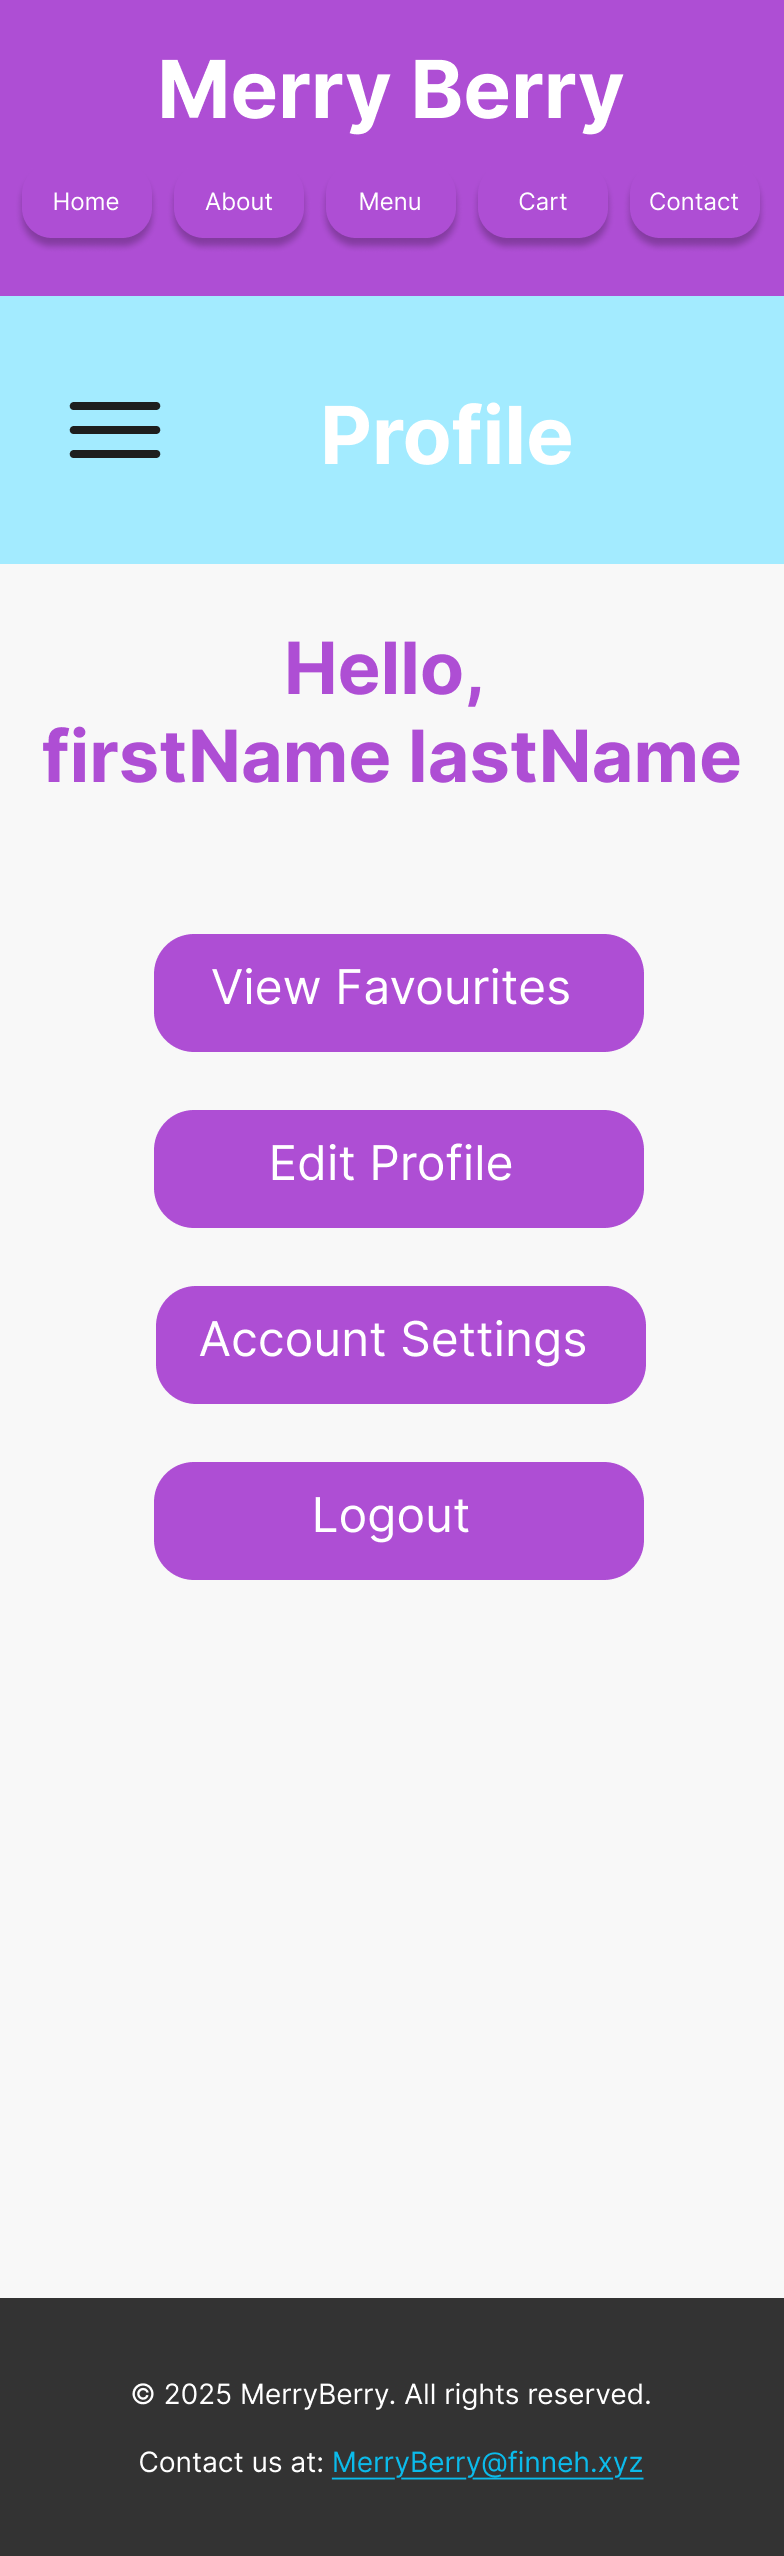 Merry Berry
Home About Menu Cart Contact
Profile
Hello,
firstName lastName
View Favourites
Edit Profile
Account Settings
Logout
© 2025 MerryBerry. All rights reserved.
Contact us at: MerryBerry@finneh.xyz